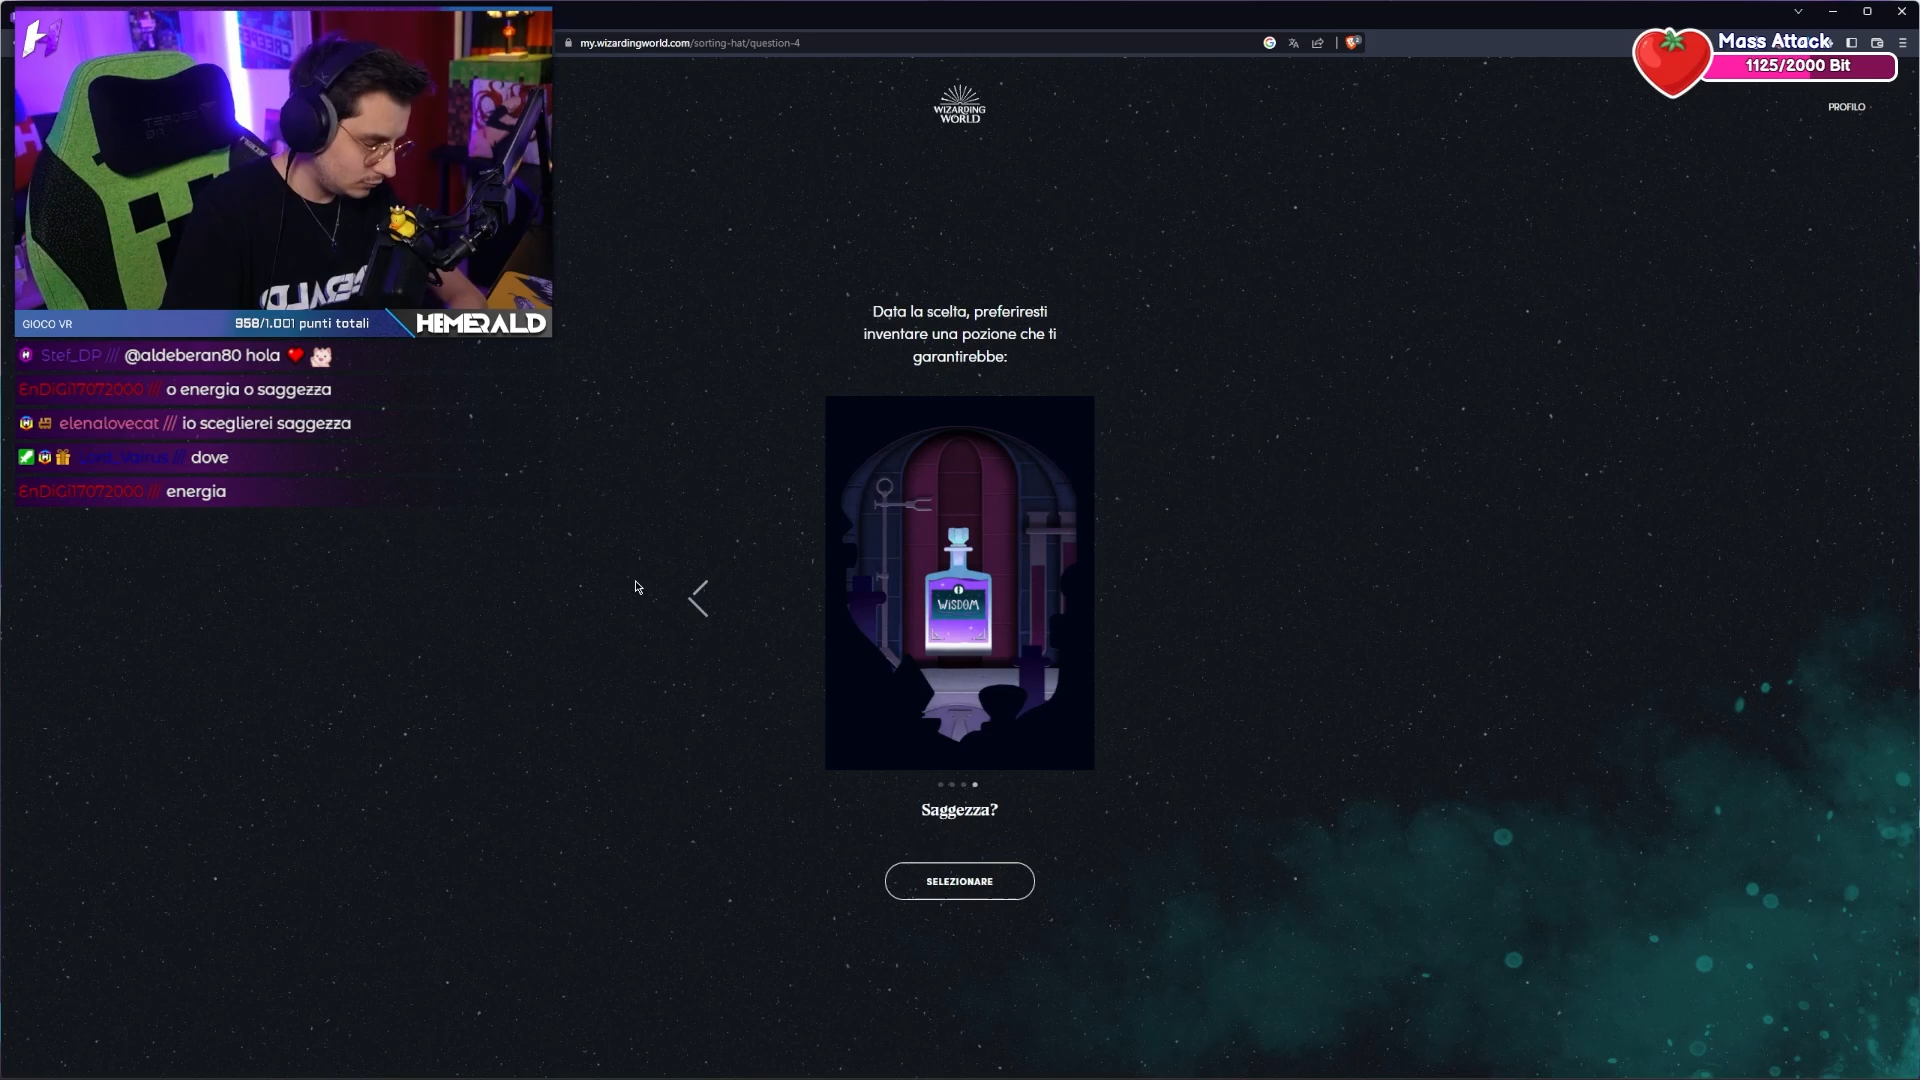 my.wizardingworld.com/sorting-hat/question-4
Mass Attack
1125/2000 Bit
WIZARDING
WORLD
PROFILO
GIOCO VR
958/1.001 punti totali
HEMERALD
Stef_DP /// @aldeberan80 hola
EnDiGi17072000 /// o energia o saggezza
elenalovecat /// io sceglierei saggezza
/// dove
EnDiGi17072000 /// energia
Data la scelta, preferiresti
inventare una pozione che ti
garantirebbe:
WISDOM
Saggezza?
SELEZIONARE